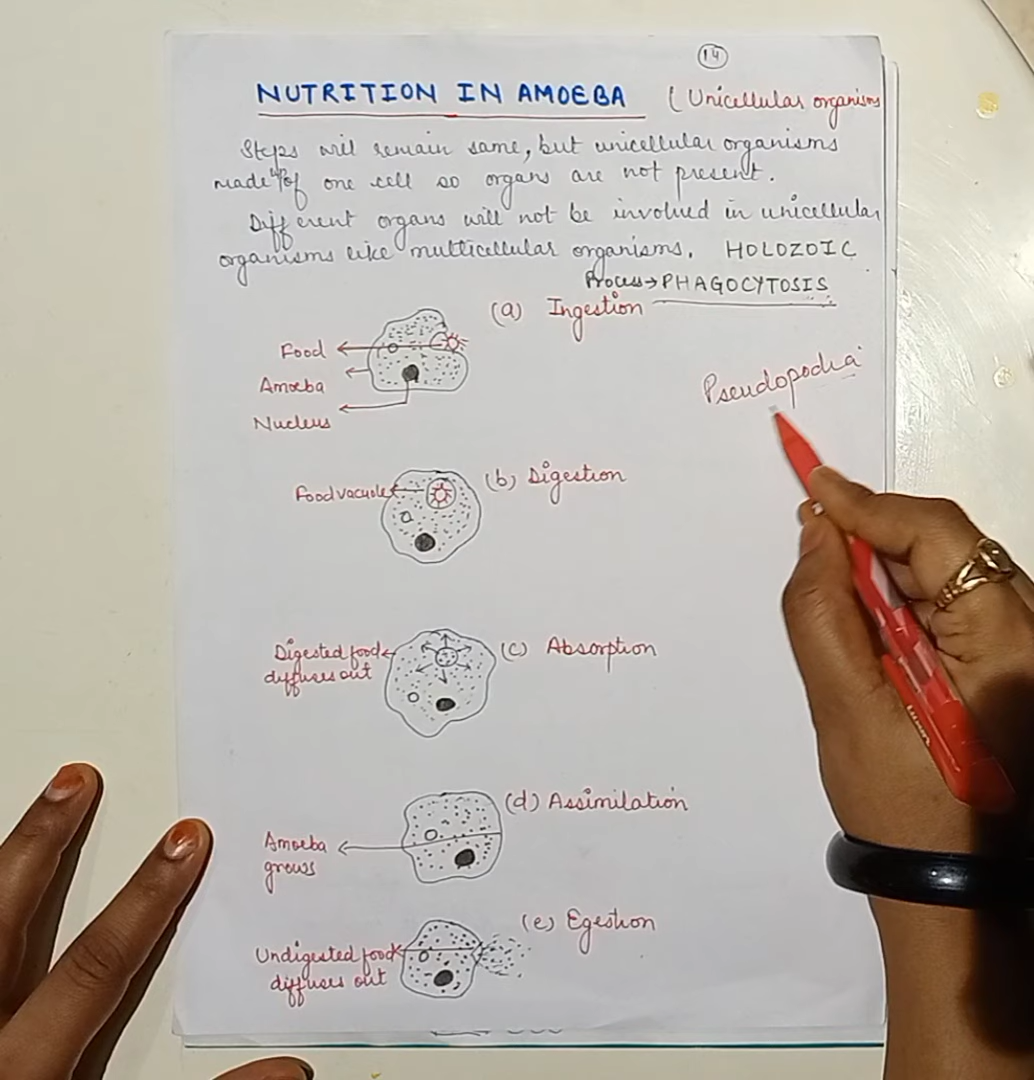 14
NUTRITION IN AMOEBA (Unicellular organisms
Steps will remain same, but unicellular organisms
made up of one cell so organs are not present.
Different organs will not be involved in unicellular
organisms like multicellular organisms. HOLOZOIC
Process→PHAGOCYTOSIS
(a) Ingestion
Food
Amoeba
Nucleus
Pseudopodia
(b) Digestion
Food vacuole
(c) Absorption
Digested food
diffuses out
(d) Assimilation
Amoeba
grows
(e) Egestion
Undigested food
diffuses out